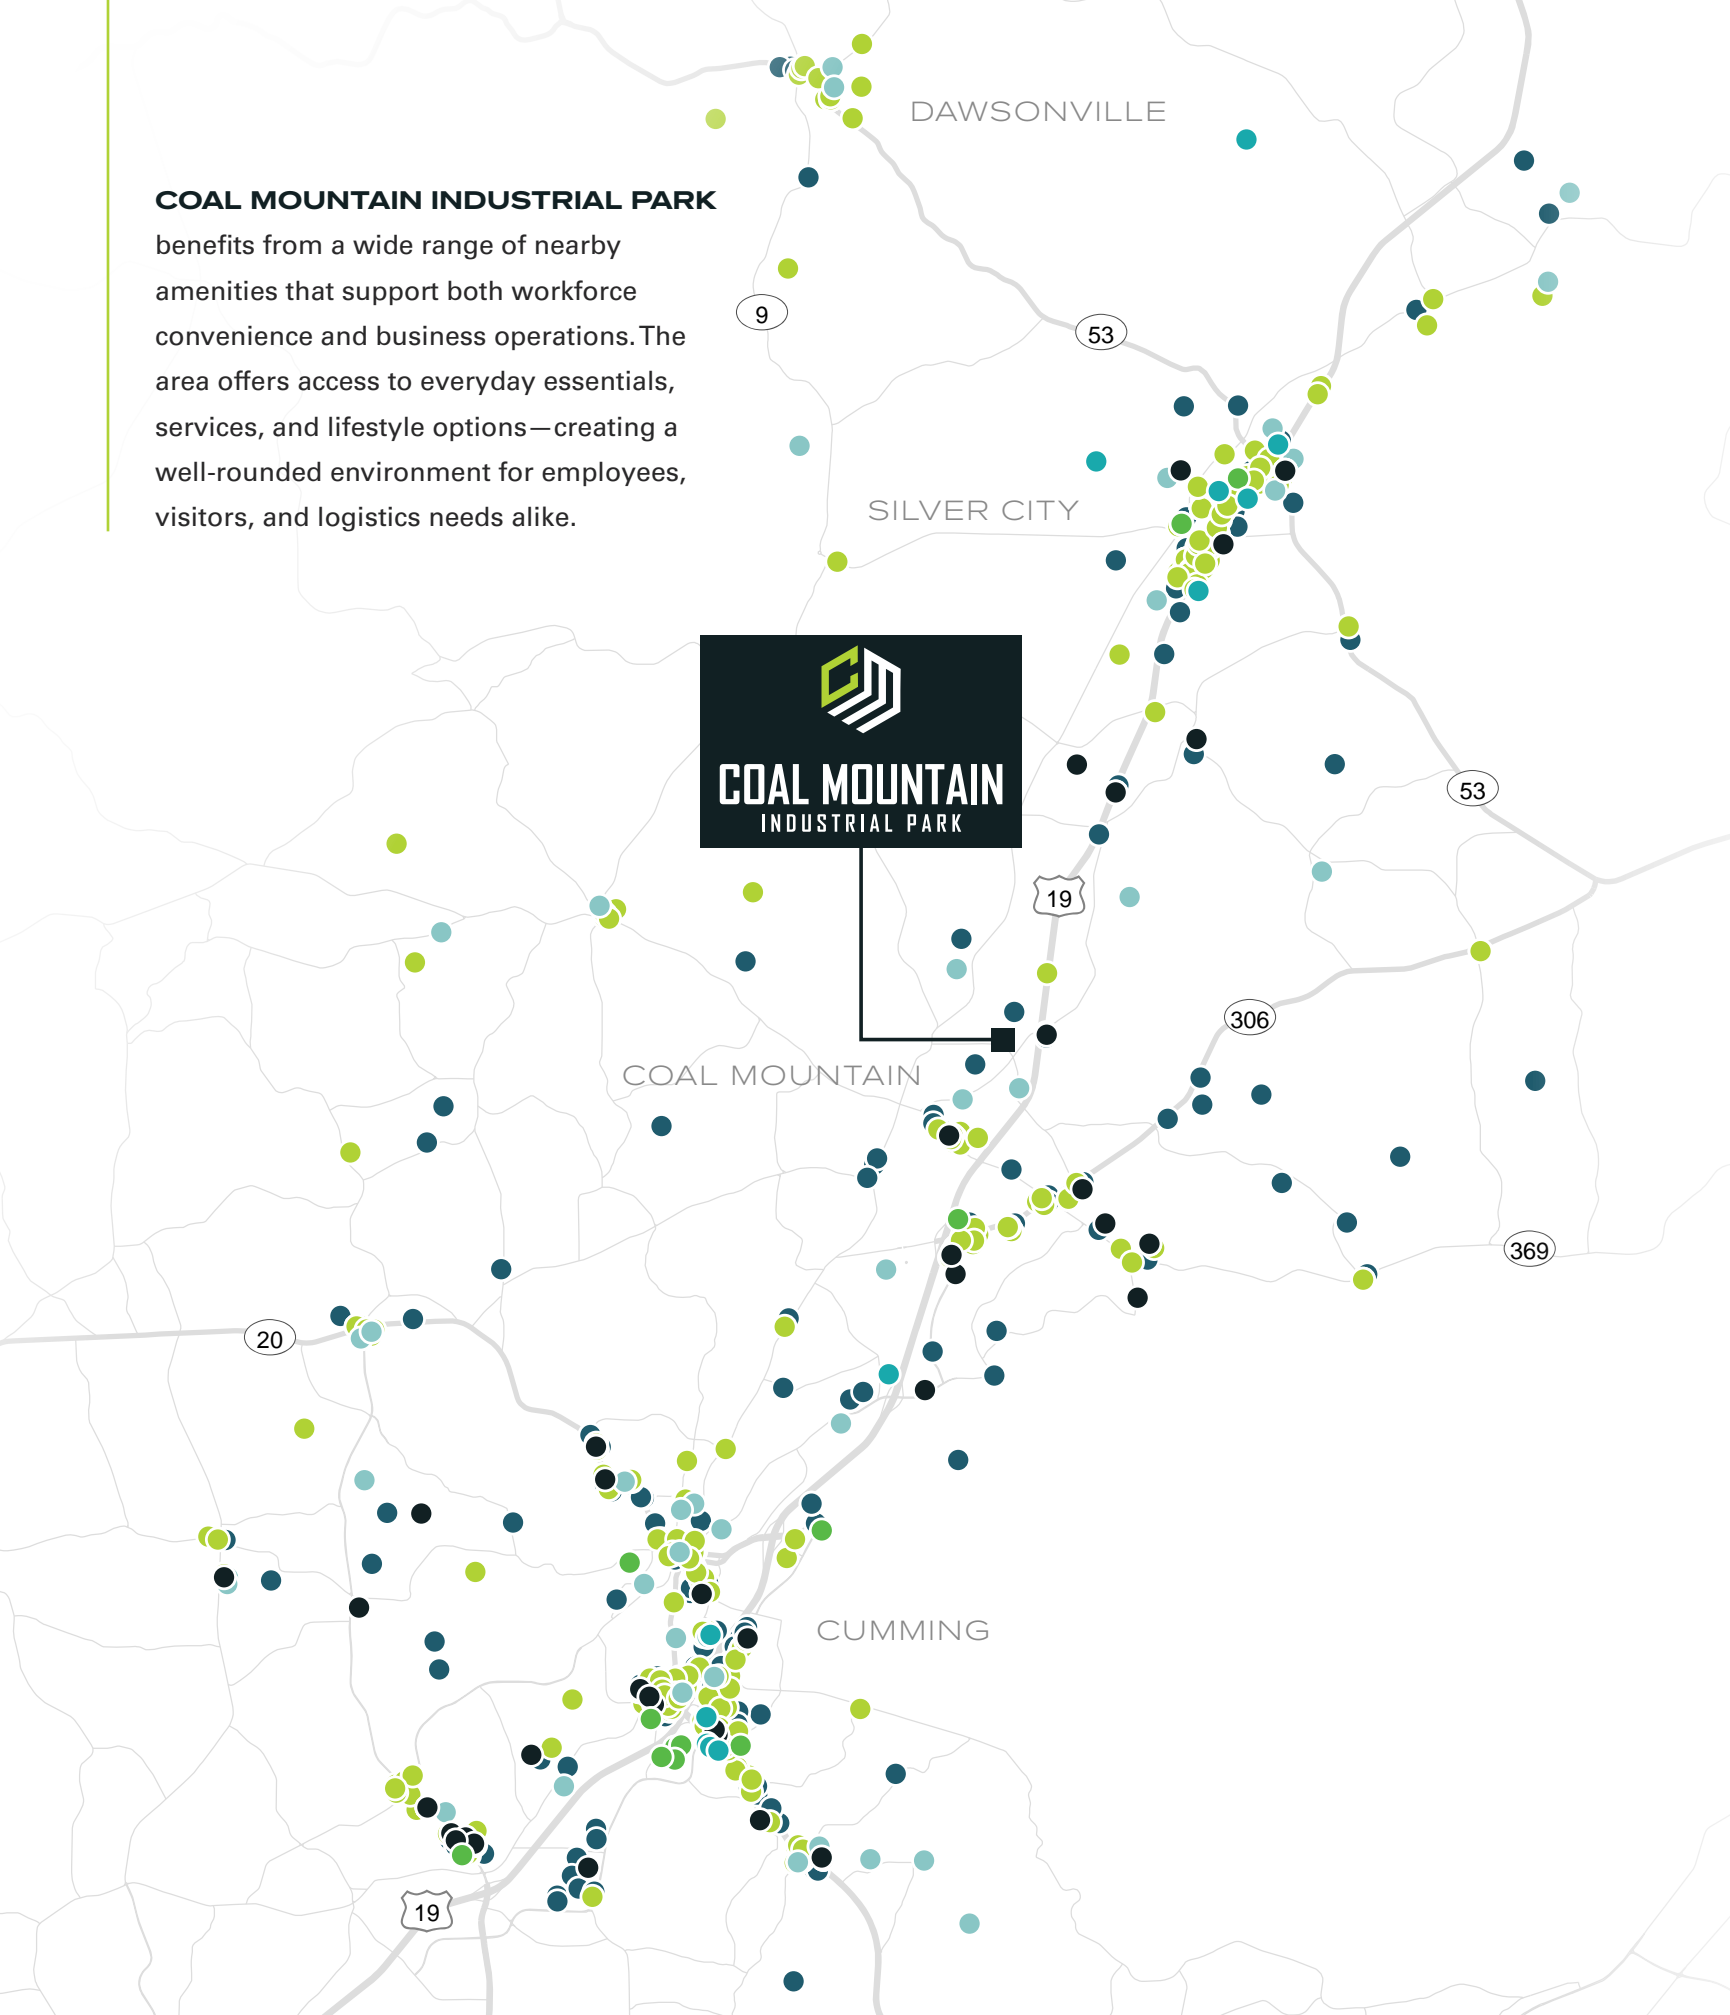 DAWSONVILLE
COAL MOUNTAIN INDUSTRIAL PARK
benefits from a wide range of nearby
amenities that support both workforce
convenience and business operations. The
area offers access to everyday essentials,
services, and lifestyle options—creating a
well-rounded environment for employees,
visitors, and logistics needs alike.
9
53
SILVER CITY
COAL MOUNTAIN
INDUSTRIAL PARK
53
19
306
COAL MOUNTAIN
369
20
CUMMING
19